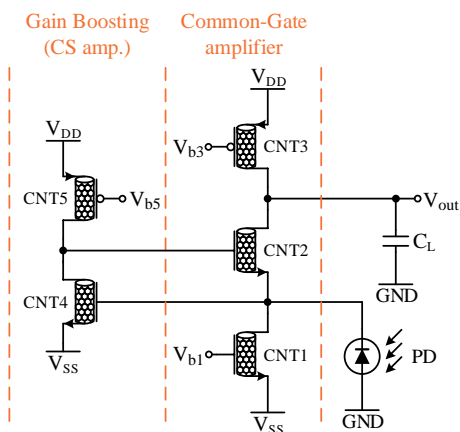 Gain Boosting
(CS amp.)
Common-Gate
amplifier
VDD
VDD
Vb3
CNT3
CNT5
Vb5
Vout
CNT2
CL
CNT4
GND
Vb1
CNT1
PD
VSS
VSS
GND